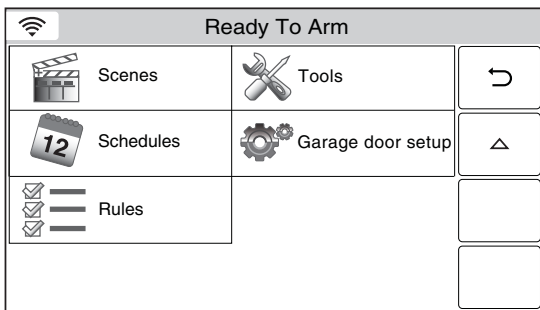 Ready To Arm
Scenes
Tools
12
Schedules
Garage door setup
Rules